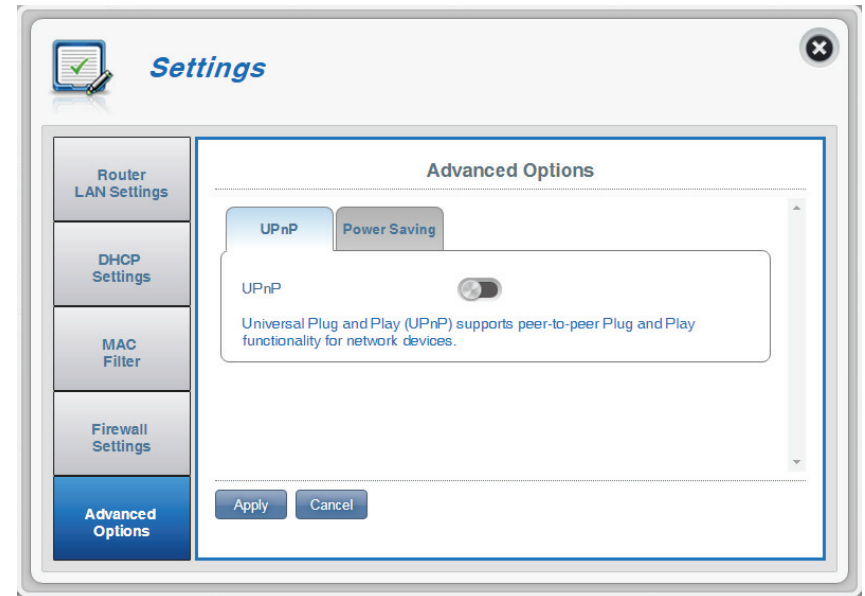 Settings
Router
LAN Settings
DHCP
Settings
MAC
Filter
Firewall
Settings
Advanced
Options
Advanced Options
UPnP
Power Saving
UPnP
Universal Plug and Play (UPnP) supports peer-to-peer Plug and Play
functionality for network devices.
Apply
Cancel